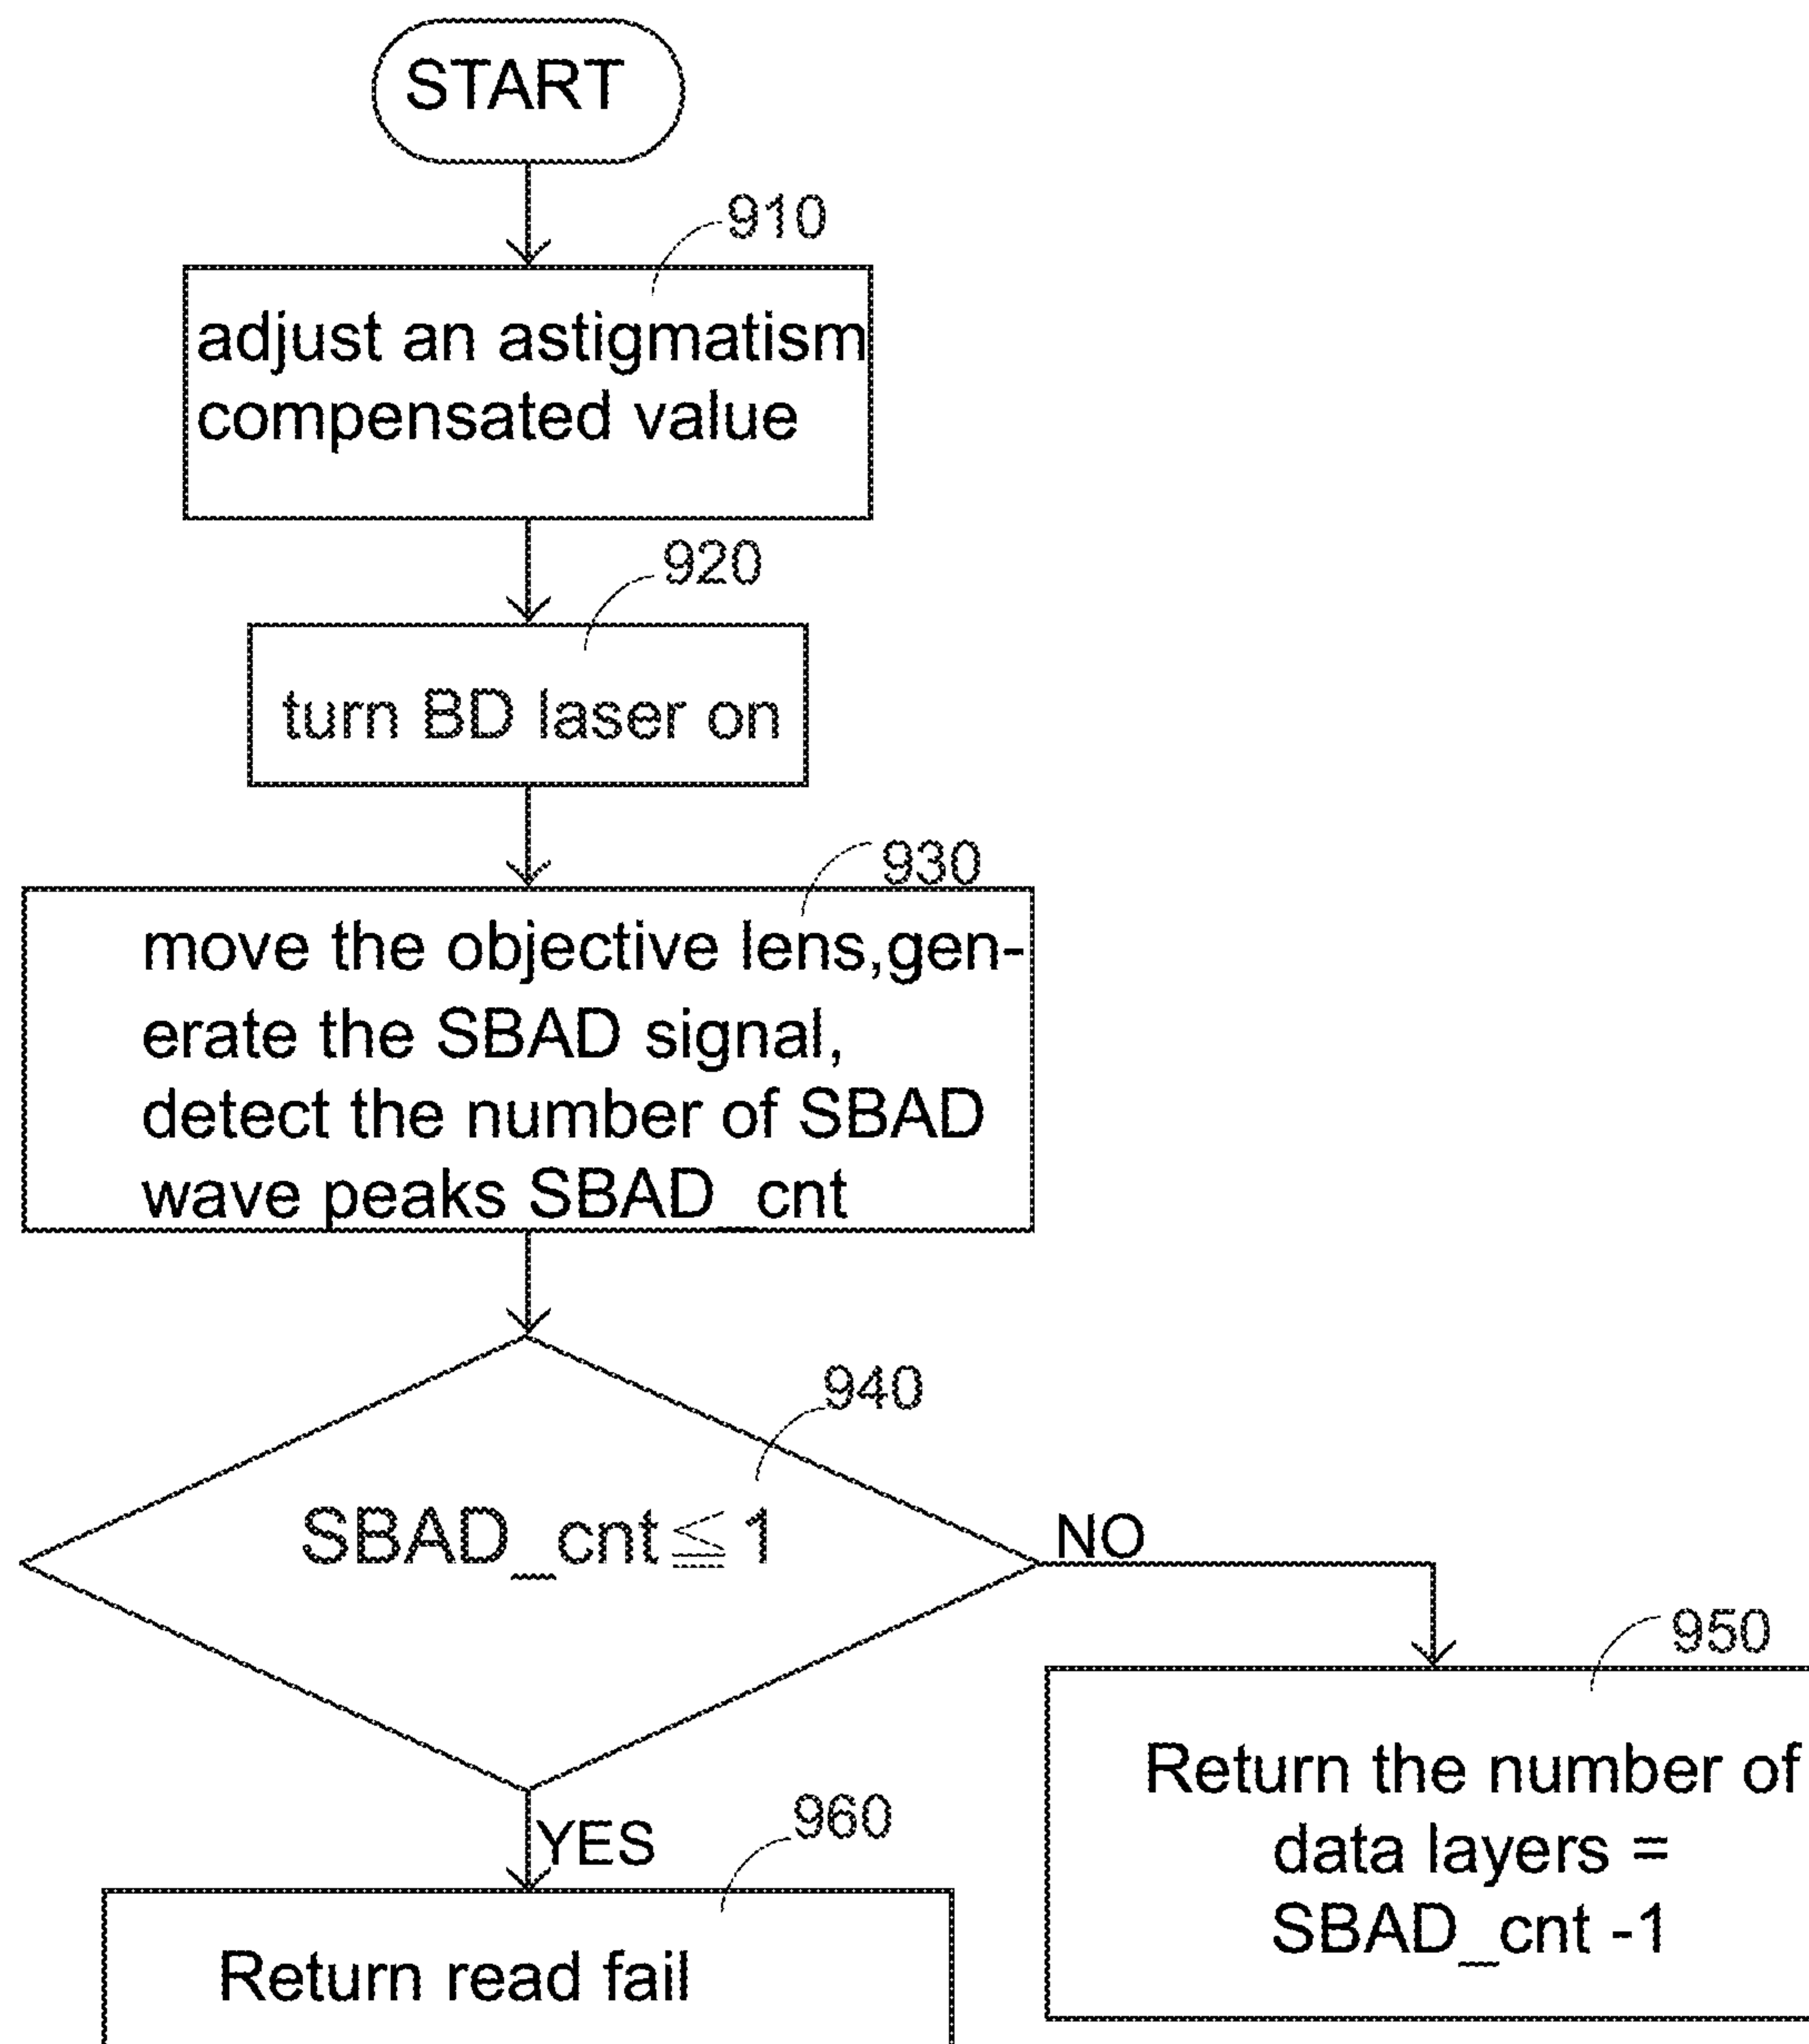 START
910
adjust an astigmatism
compensated value
920
turn BD laser on
930
move the objective lens,gen-
erate the SBAD signal,
detect the number of SBAD
wave peaks SBAD_cnt
940
SBAD_cnt≦1
NO
950
Return the number of
data layers =
SBAD_cnt -1
YES
960
Return read fail